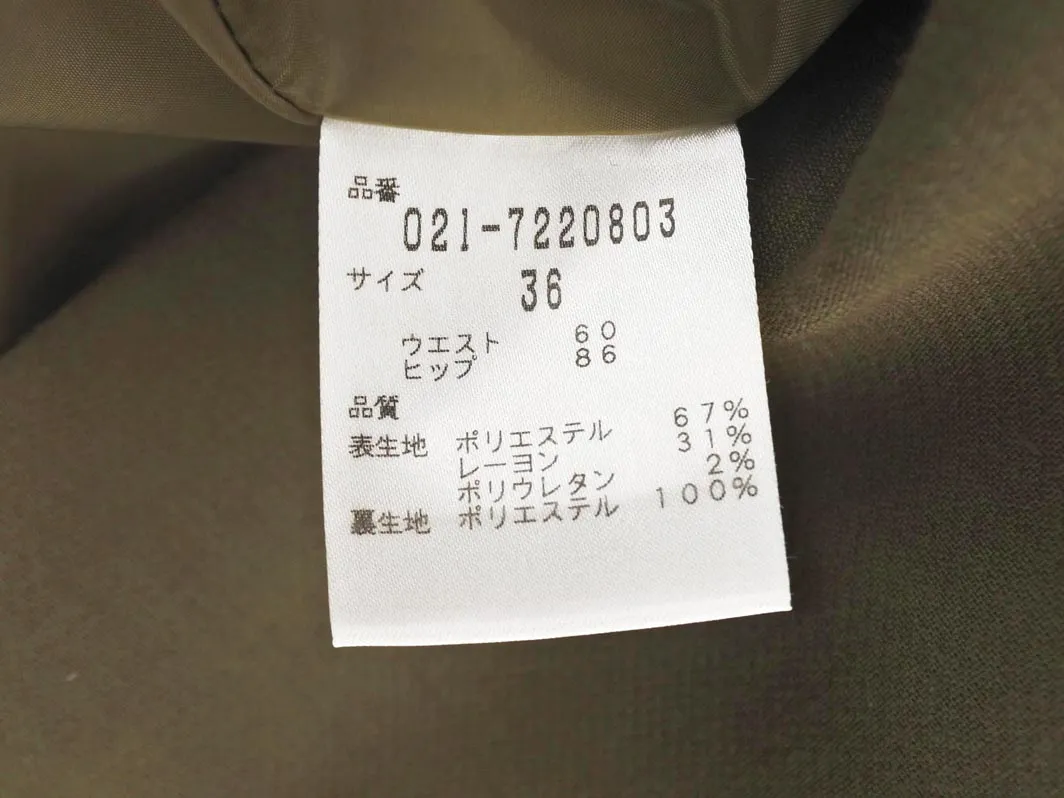 品番
021-7220803
サイズ 36
ウエスト 60
ヒップ 86
品質
表生地 ポリエステル 67%
レーヨン 31%
ポリウレタン 2%
裏生地 ポリエステル 100%